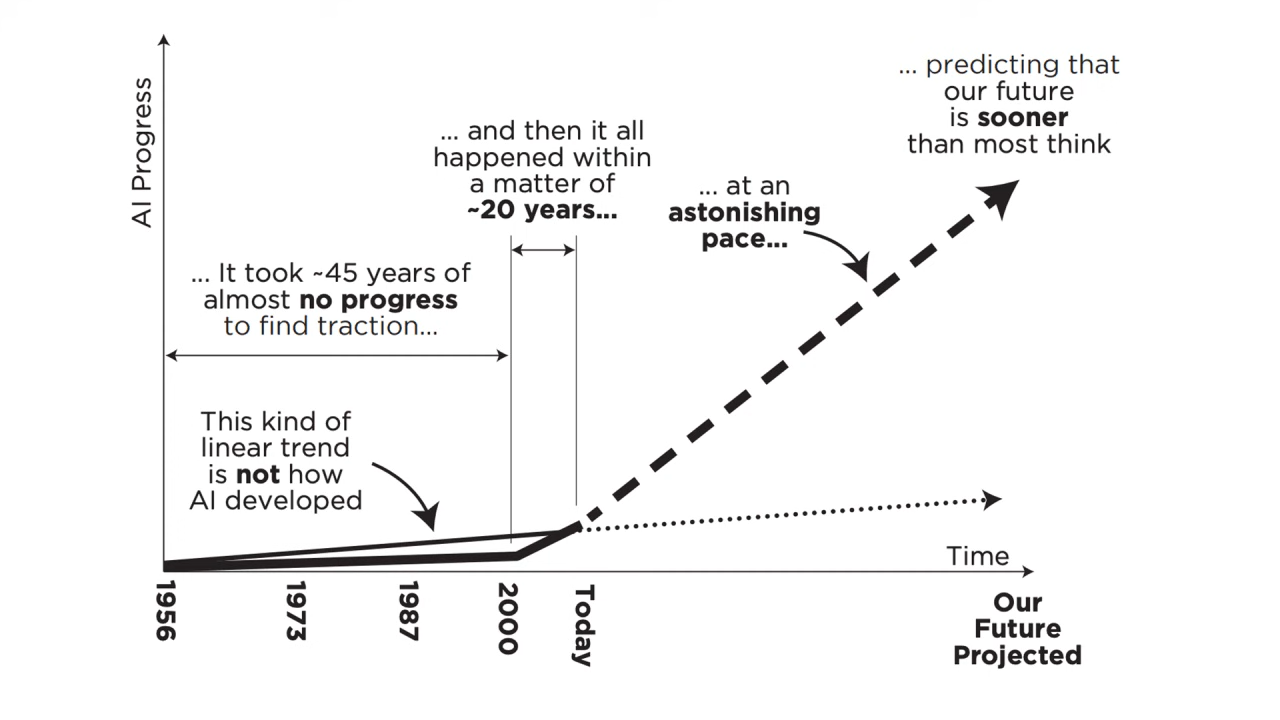 AI Progress
... It took ~45 years of
almost no progress
to find traction...
... and then it all
happened within
a matter of
~20 years...
... at an
astonishing
pace...
... predicting that
our future
is sooner
than most think
This kind of
linear trend
is not how
AI developed
Time
1956
1973
1987
2000
Today
Our
Future
Projected